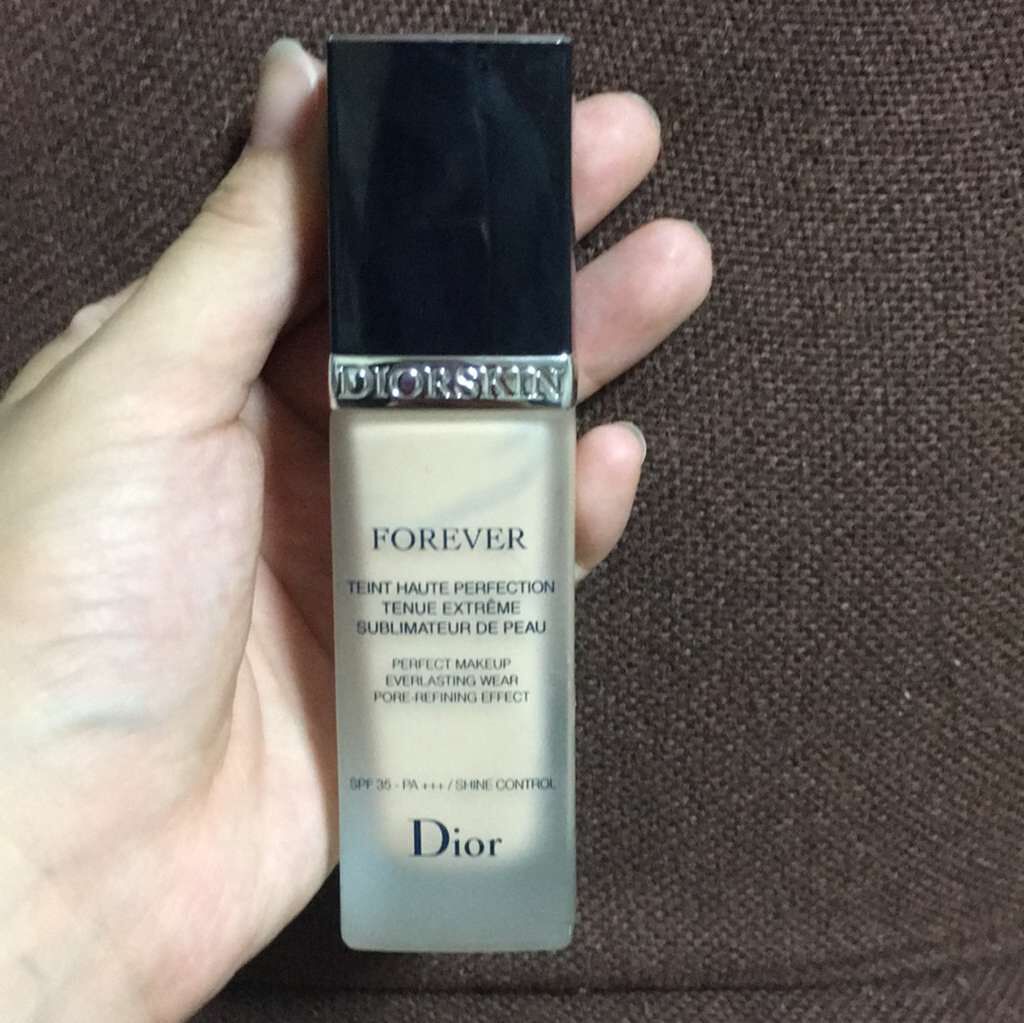 DIORSKIN
FOREVER
TEINT HAUTE PERFECTION
TENUE EXTRÊME
SUBLIMATEUR DE PEAU
PERFECT MAKEUP
EVERLASTING WEAR
PORE-REFINING EFFECT
SPF 35 - PA +++ / SHINE CONTROL
Dior